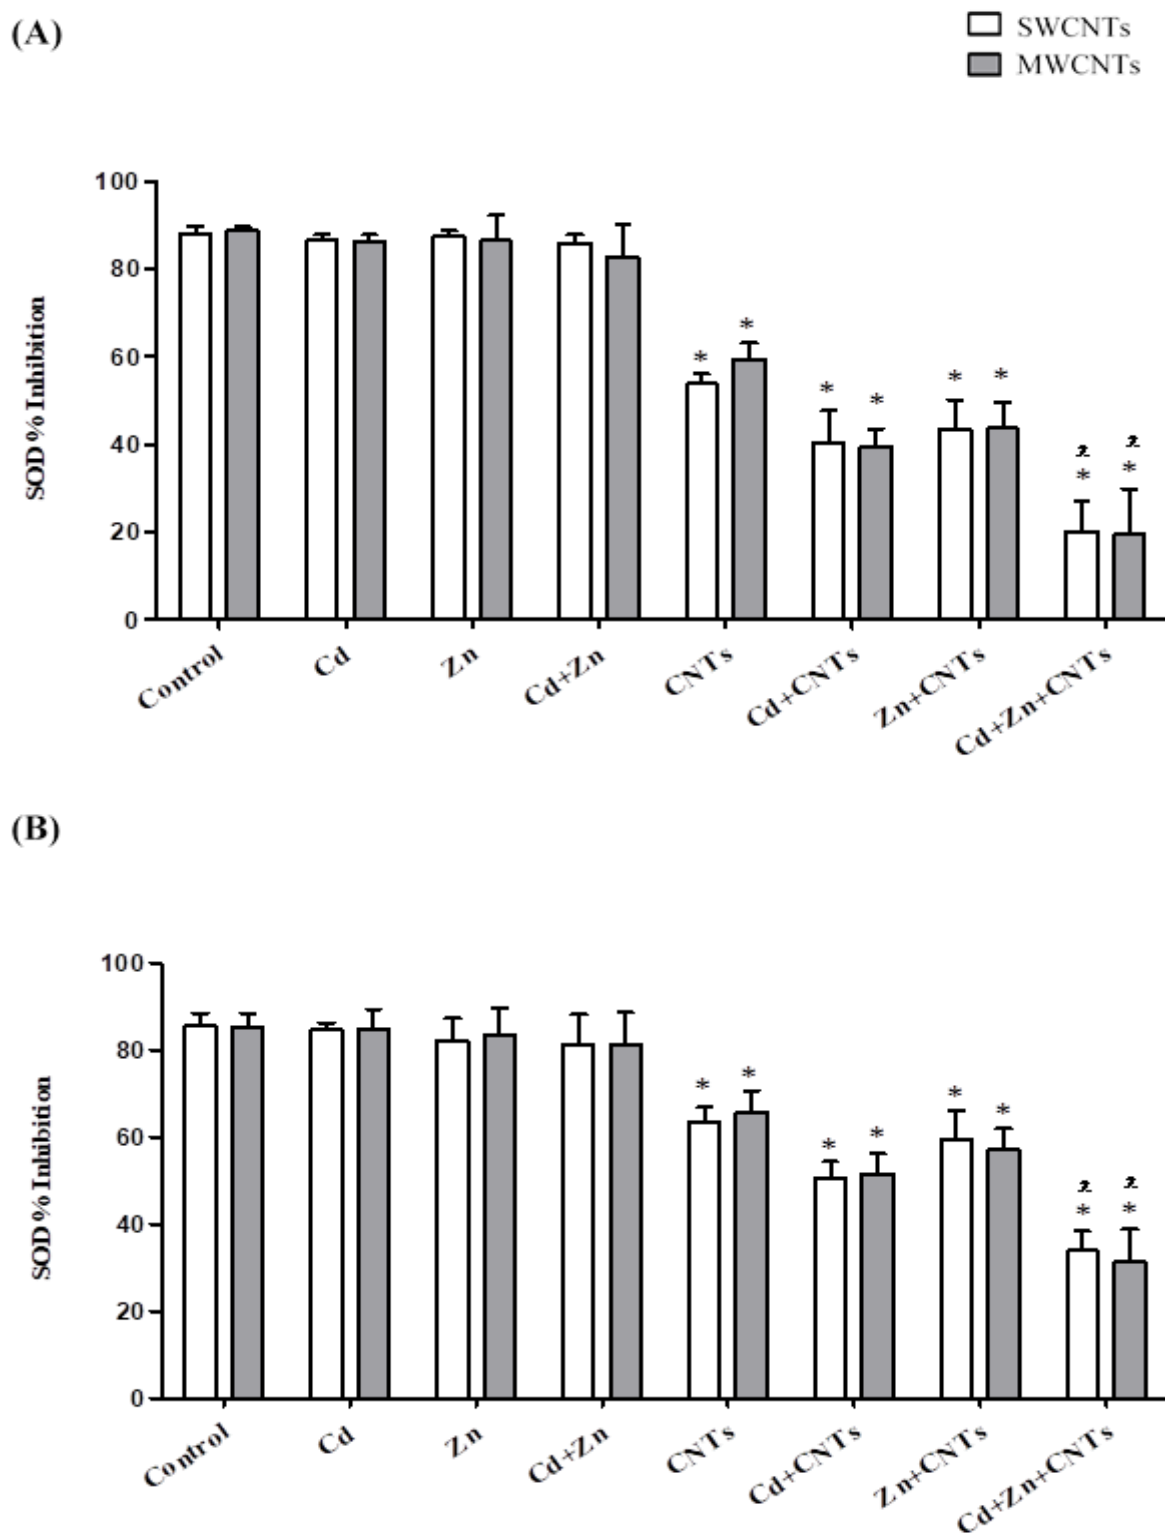 (A)
SWCNTs
MWCNTs
100
80
60
40
20
0
SOD % Inhibition
* * * * * * * *
Control Cd Zn Cd+Zn CNTs Cd+CNTs Zn+CNTs Cd+Zn+CNTs
(B)
100
80
60
40
20
0
SOD % Inhibition
* * * * * * * *
Control Cd Zn Cd+Zn CNTs Cd+CNTs Zn+CNTs Cd+Zn+CNTs